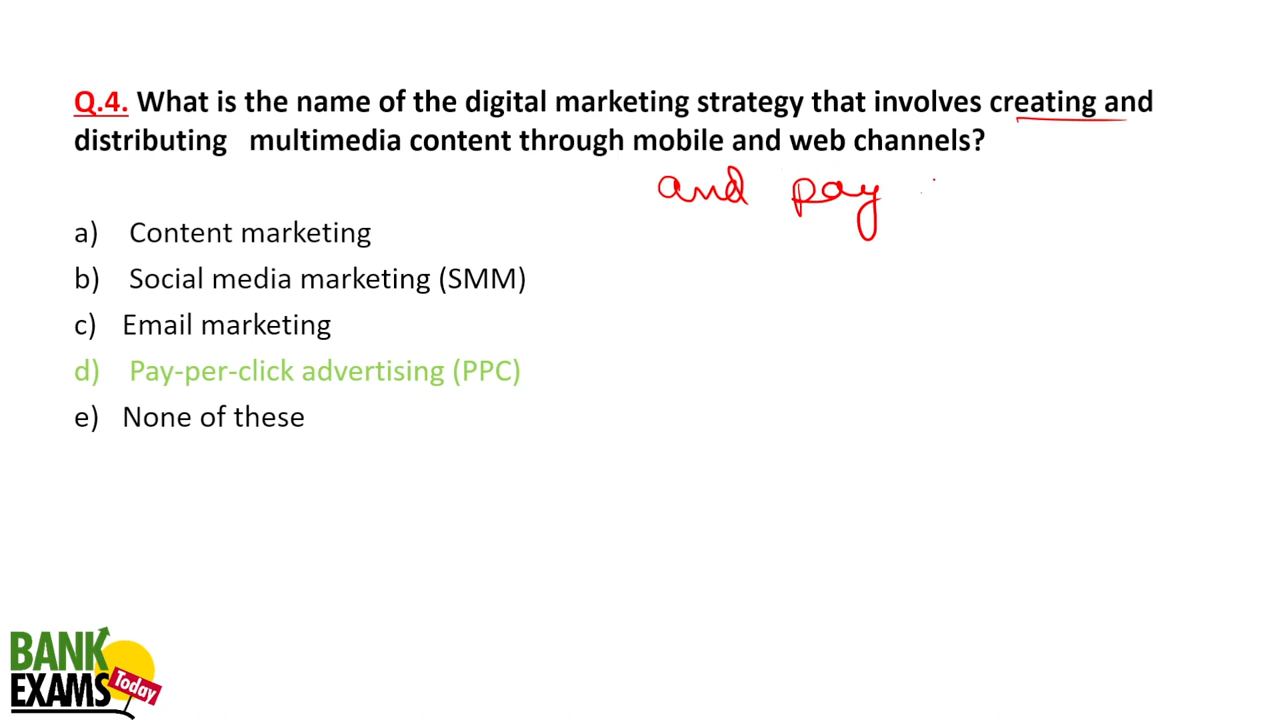 Q.4. What is the name of the digital marketing strategy that involves creating and
distributing multimedia content through mobile and web channels?
and pay
a) Content marketing
b) Social media marketing (SMM)
c) Email marketing
d) Pay-per-click advertising (PPC)
e) None of these
BANK
EXAMS
Today